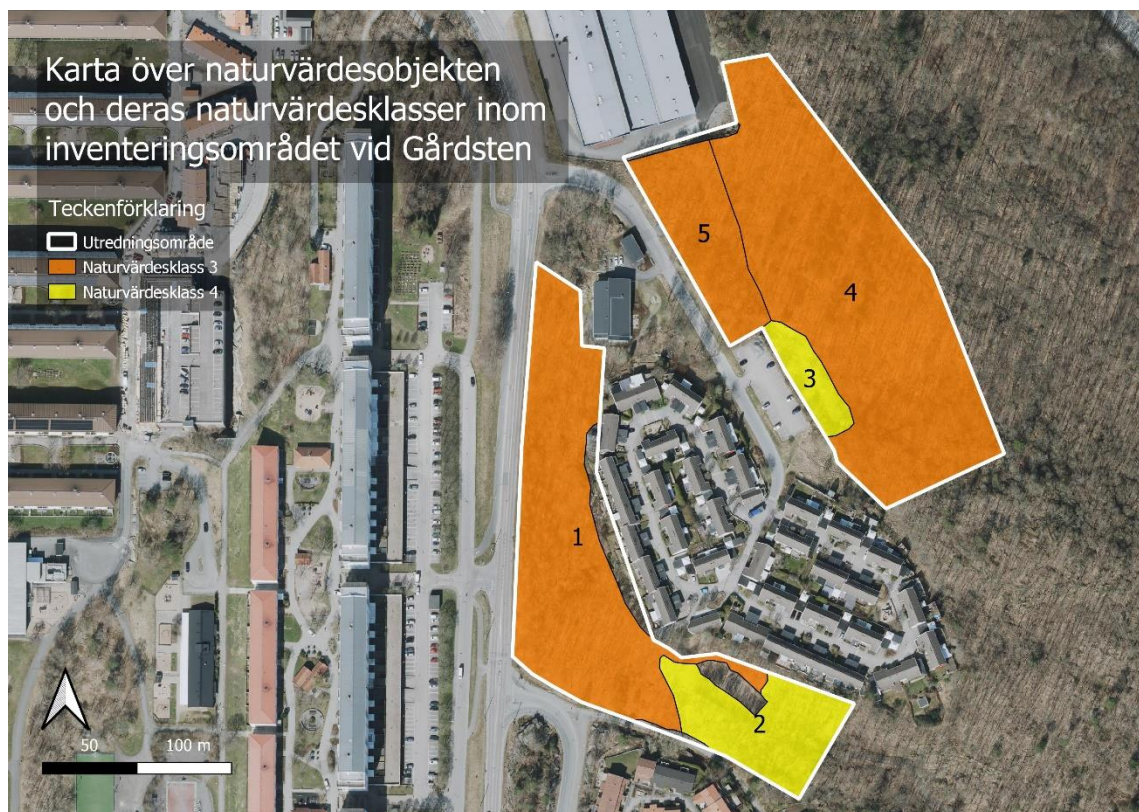 Karta över naturvärdesobjekten
och deras naturvärdesklasser inom
inventeringsområdet vid Gårdsten
Teckenförklaring
Utredningsområde
Naturvärdesklass 3
Naturvärdesklass 4
5
4
3
1
2
50 100 m